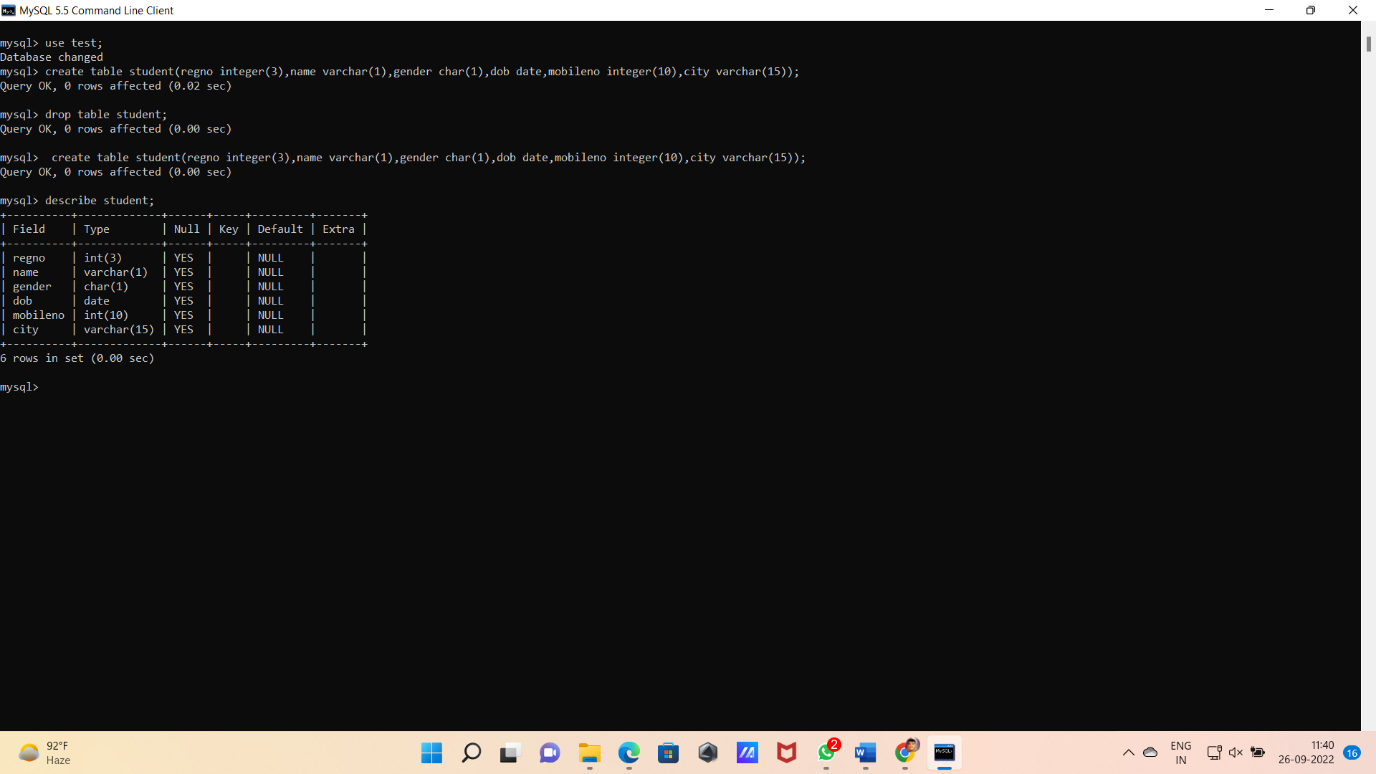 MySQL 5.5 Command Line Client
mysql> use test;
Database changed
mysql> create table student(regno integer(3),name varchar(1),gender char(1),dob date,mobileno integer(10),city varchar(15));
Query OK, 0 rows affected (0.02 sec)
mysql> drop table student;
Query OK, 0 rows affected (0.00 sec)
mysql>  create table student(regno integer(3),name varchar(1),gender char(1),dob date,mobileno integer(10),city varchar(15));
Query OK, 0 rows affected (0.00 sec)
mysql> describe student;
+----------+-------------+------+-----+---------+-------+
| Field    | Type        | Null | Key | Default | Extra |
+----------+-------------+------+-----+---------+-------+
| regno    | int(3)      | YES  |     | NULL    |       |
| name     | varchar(1)  | YES  |     | NULL    |       |
| gender   | char(1)     | YES  |     | NULL    |       |
| dob      | date        | YES  |     | NULL    |       |
| mobileno | int(10)     | YES  |     | NULL    |       |
| city     | varchar(15) | YES  |     | NULL    |       |
+----------+-------------+------+-----+---------+-------+
6 rows in set (0.00 sec)
mysql>
92°F
Haze
2
W
ENG
IN
11:40
26-09-2022
16